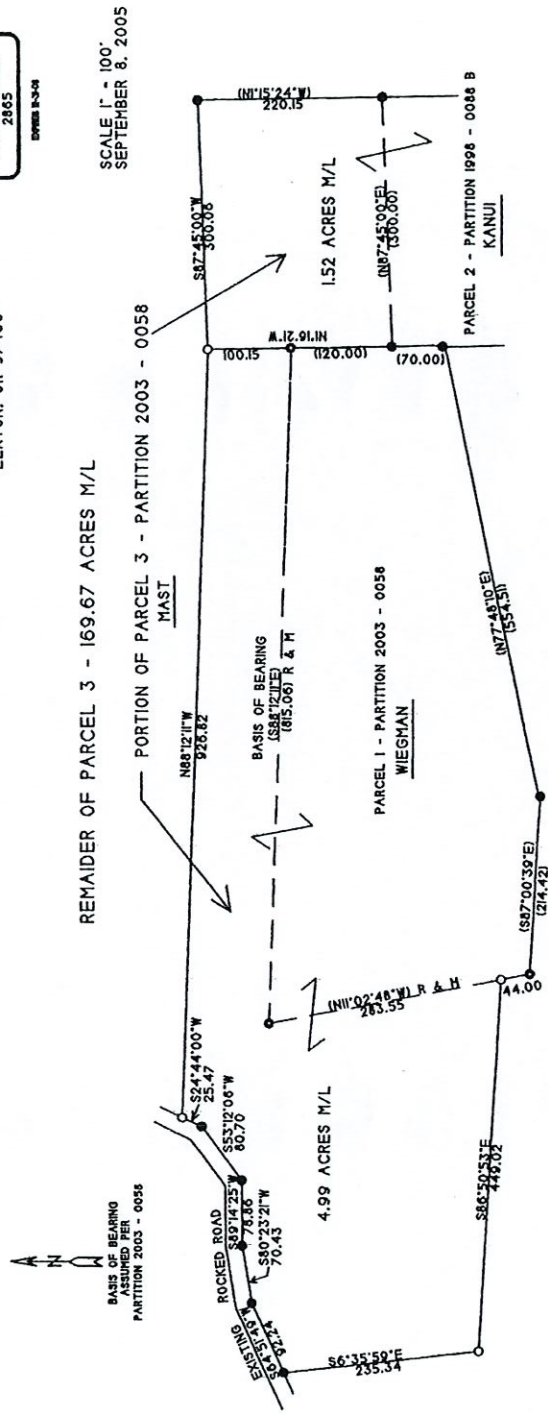 2865
SCALE 1" = 100'
SEPTEMBER 8, 2005
REMAIDER OF PARCEL 3 - 169.67 ACRES M/L
PORTION OF PARCEL 3 - PARTITION 2003 - 0058
MAST
BASIS OF BEARING
ASSUMED PER
PARTITION 2003 - 0058
EXISTING ROCKED ROAD
S24°44'00"W
25.47
S53°12'06"W
S89°14'25"W
78.86
S80°23'21"W
70.43
S64°51'49"W
92.24
S6°35'59"E
235.34
4.99 ACRES M/L
S86°50'53"E
449.02
44.00
(N11°02'48"W) R & M
(S87°00'39"E)
(214.42)
(N77°48'10"E)
(554.51)
N88°12'11"W
926.82
BASIS OF BEARING
(S88°12'11"E)
(815.06) R & M
PARCEL 1 - PARTITION 2003 - 0058
WIEGMAN
S87°45'00"W
300.06
100.15
N1°16'21"W
(120.00)
(70.00)
1.52 ACRES M/L
(N1°15'24"W)
220.15
(N87°45'00"E)
(300.00)
PARCEL 2 - PARTITION 1998 - 0088 B
KANUI